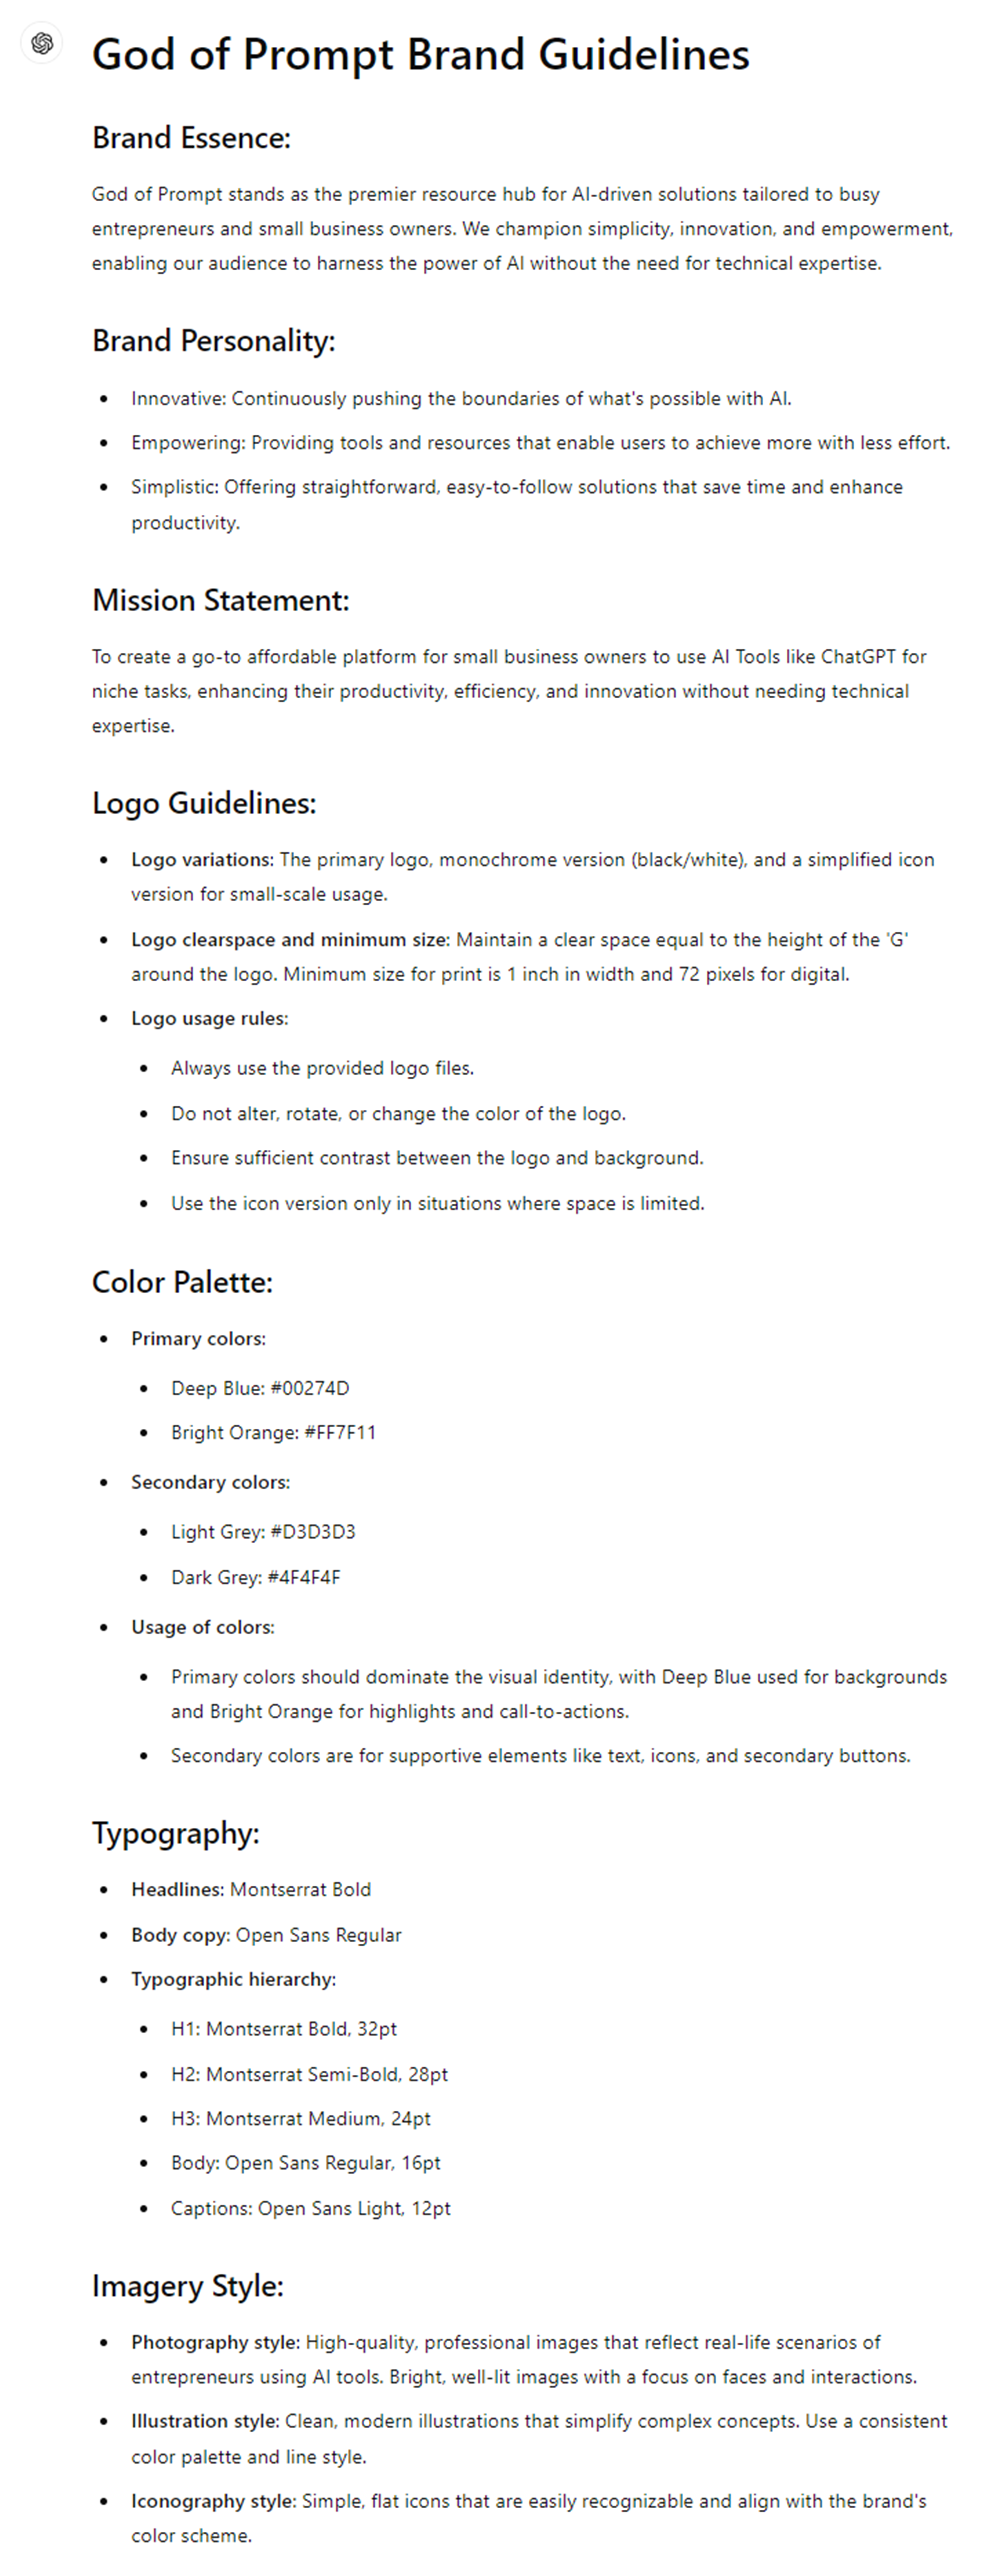 God of Prompt Brand Guidelines
Brand Essence:
God of Prompt stands as the premier resource hub for AI-driven solutions tailored to busy
entrepreneurs and small business owners. We champion simplicity, innovation, and empowerment,
enabling our audience to harness the power of AI without the need for technical expertise.
Brand Personality:
• Innovative: Continuously pushing the boundaries of what's possible with AI.
• Empowering: Providing tools and resources that enable users to achieve more with less effort.
• Simplistic: Offering straightforward, easy-to-follow solutions that save time and enhance
productivity.
Mission Statement:
To create a go-to affordable platform for small business owners to use AI Tools like ChatGPT for
niche tasks, enhancing their productivity, efficiency, and innovation without needing technical
expertise.
Logo Guidelines:
• Logo variations: The primary logo, monochrome version (black/white), and a simplified icon
version for small-scale usage.
• Logo clearspace and minimum size: Maintain a clear space equal to the height of the 'G'
around the logo. Minimum size for print is 1 inch in width and 72 pixels for digital.
• Logo usage rules:
• Always use the provided logo files.
• Do not alter, rotate, or change the color of the logo.
• Ensure sufficient contrast between the logo and background.
• Use the icon version only in situations where space is limited.
Color Palette:
• Primary colors:
• Deep Blue: #00274D
• Bright Orange: #FF7F11
• Secondary colors:
• Light Grey: #D3D3D3
• Dark Grey: #4F4F4F
• Usage of colors:
• Primary colors should dominate the visual identity, with Deep Blue used for backgrounds
and Bright Orange for highlights and call-to-actions.
• Secondary colors are for supportive elements like text, icons, and secondary buttons.
Typography:
• Headlines: Montserrat Bold
• Body copy: Open Sans Regular
• Typographic hierarchy:
• H1: Montserrat Bold, 32pt
• H2: Montserrat Semi-Bold, 28pt
• H3: Montserrat Medium, 24pt
• Body: Open Sans Regular, 16pt
• Captions: Open Sans Light, 12pt
Imagery Style:
• Photography style: High-quality, professional images that reflect real-life scenarios of
entrepreneurs using AI tools. Bright, well-lit images with a focus on faces and interactions.
• Illustration style: Clean, modern illustrations that simplify complex concepts. Use a consistent
color palette and line style.
• Iconography style: Simple, flat icons that are easily recognizable and align with the brand's
color scheme.